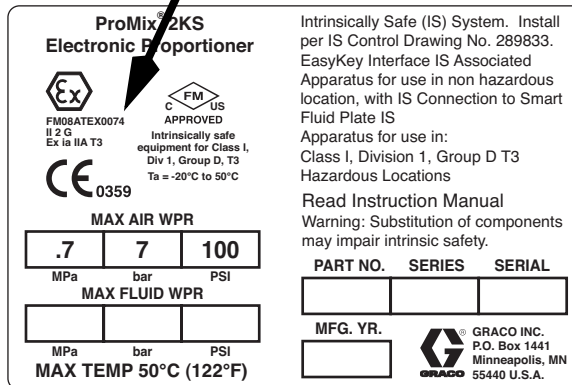 ProMix® 2KS
Electronic Proportioner
Ex
FM08ATEX0074
II 2 G
Ex ia IIA T3
CE 0359
FM
C US
APPROVED
Intrinsically safe
equipment for Class I,
Div 1, Group D, T3
Ta = -20°C to 50°C
MAX AIR WPR
.7 7 100
MPa bar PSI
MAX FLUID WPR
MPa bar PSI
MAX TEMP 50°C (122°F)
Intrinsically Safe (IS) System. Install
per IS Control Drawing No. 289833.
EasyKey Interface IS Associated
Apparatus for use in non hazardous
location, with IS Connection to Smart
Fluid Plate IS
Apparatus for use in:
Class I, Division 1, Group D T3
Hazardous Locations
Read Instruction Manual
Warning: Substitution of components
may impair intrinsic safety.
PART NO. SERIES SERIAL
MFG. YR.
G
GRACO
®
GRACO INC.
P.O. Box 1441
Minneapolis, MN
55440 U.S.A.